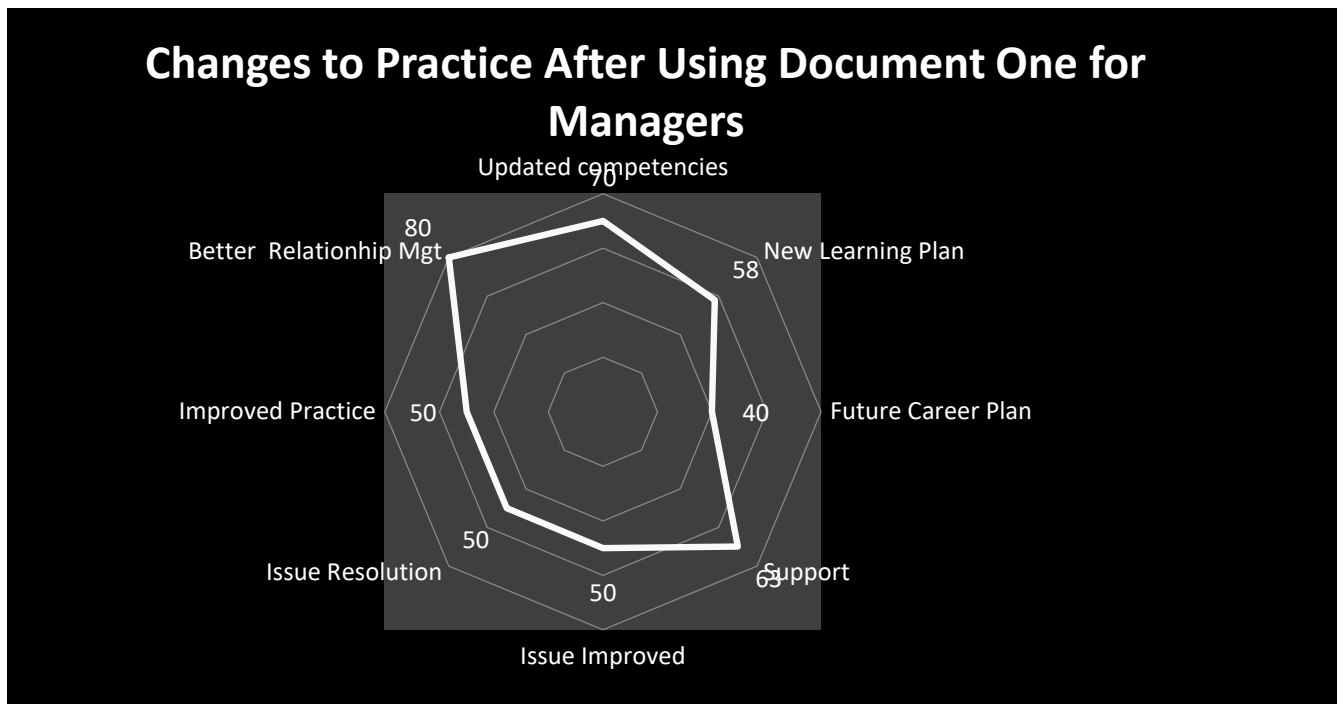 Changes to Practice After Using Document One for
Managers
Updated competencies
70
80
Better  Relationhip Mgt
New Learning Plan
58
Improved Practice
50
40
Future Career Plan
50
Issue Resolution
Support
63
50
Issue Improved